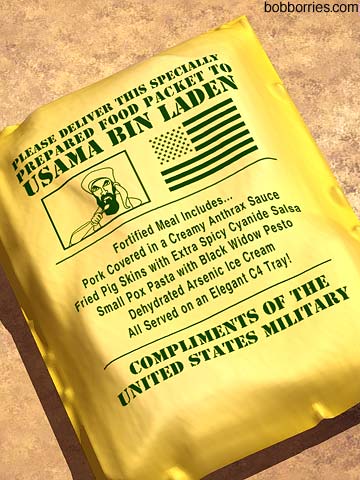 bobborries.com
PLEASE DELIVER THIS SPECIALLY
PREPARED FOOD PACKET TO
USAMA BIN LADEN
Fortified Meal Includes...
Pork Covered in a Creamy Anthrax Sauce
Fried Pig Skins with Extra Spicy Cyanide Salsa
Small Pox Pasta with Black Widow Pesto
Dehydrated Arsenic Ice Cream
All Served on an Elegant C4 Tray!
COMPLIMENTS OF THE
UNITED STATES MILITARY